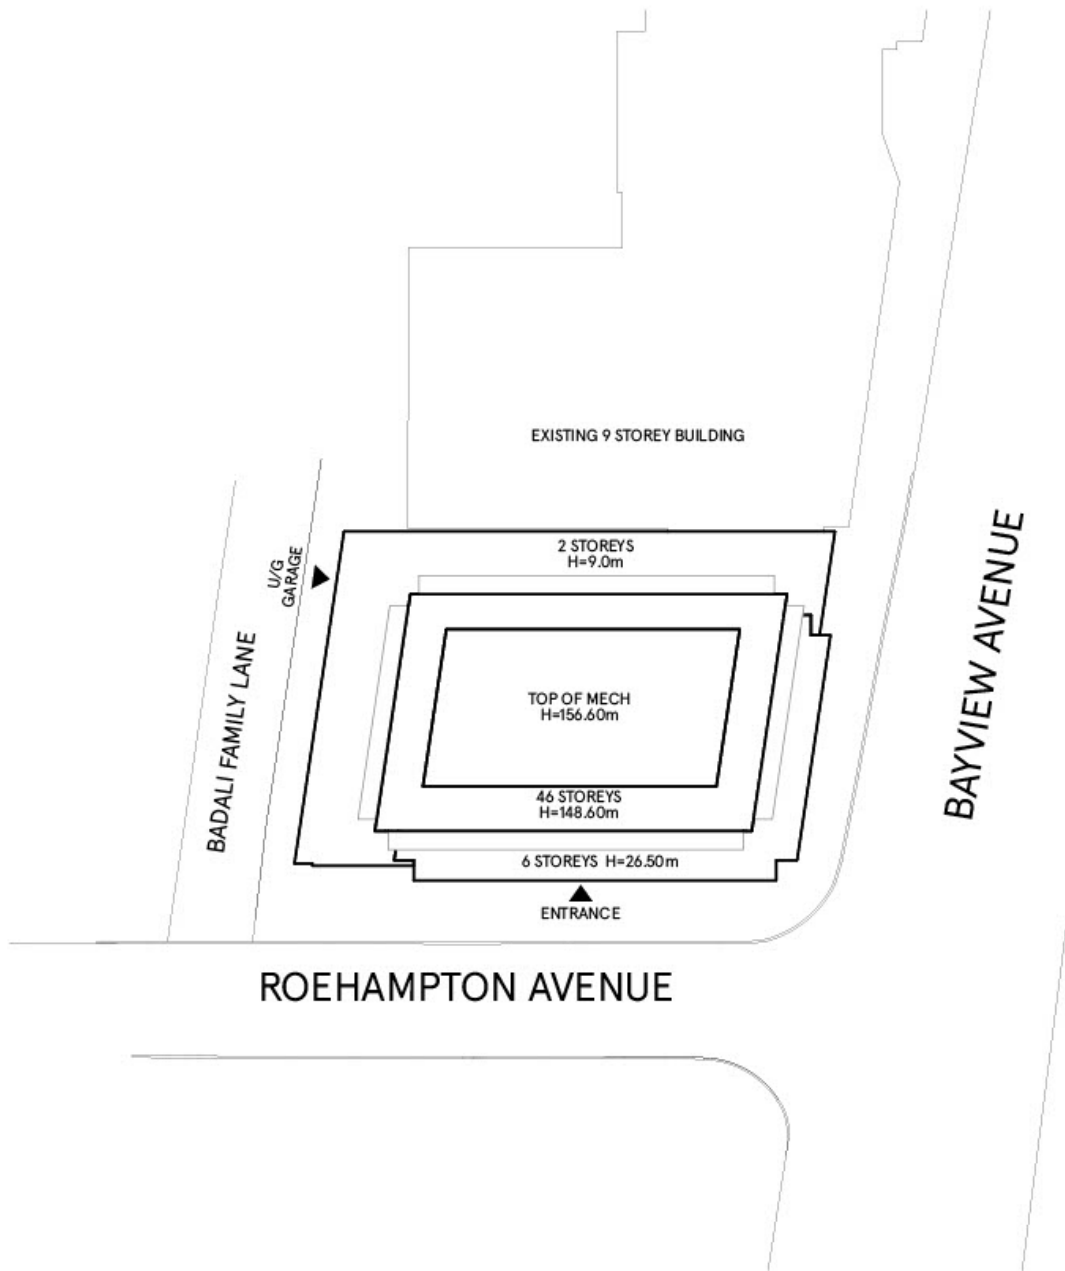 EXISTING 9 STOREY BUILDING
2 STOREYS
H=9.0m
U/G
GARAGE
BADALI FAMILY LANE
BAYVIEW AVENUE
TOP OF MECH
H=156.60m
46 STOREYS
H=148.60m
6 STOREYS H=26.50m
ENTRANCE
ROEHAMPTON AVENUE